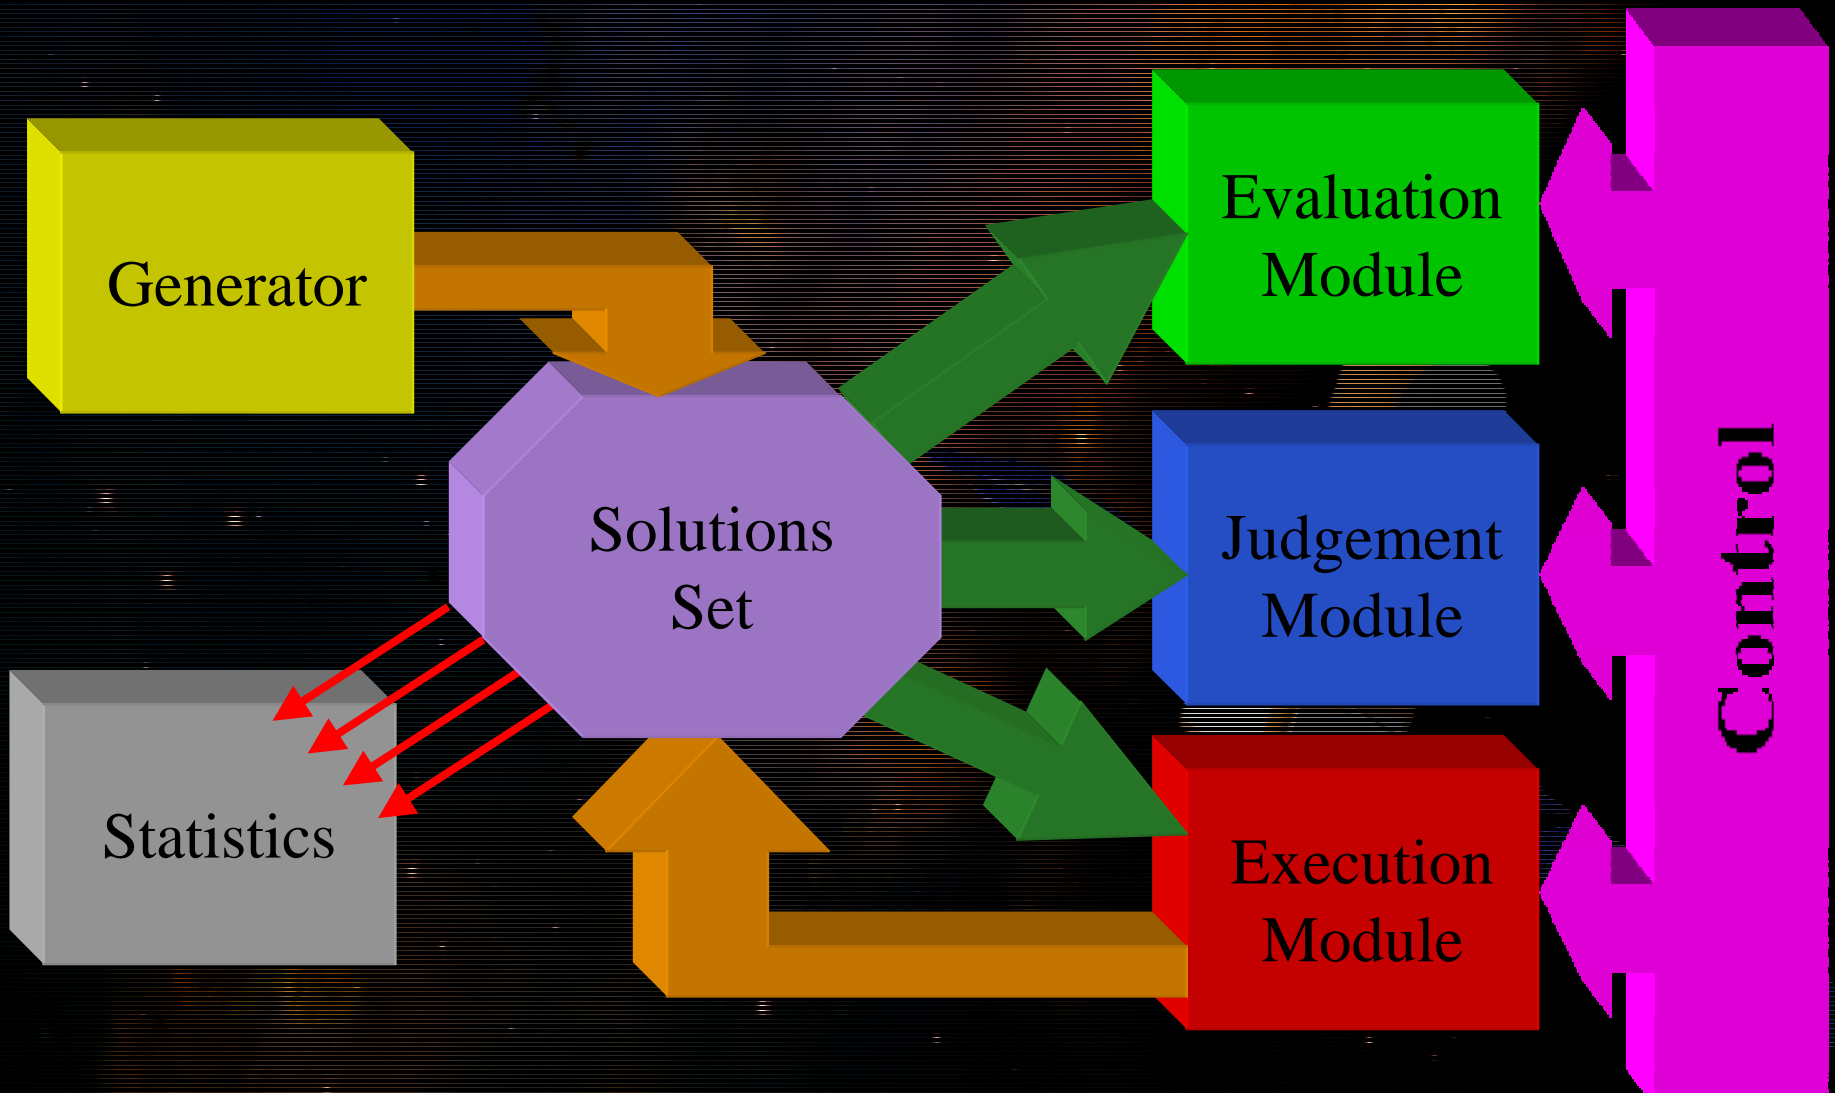 Generator
Evaluation
Module
Solutions
Set
Judgement
Module
Control
Statistics
Execution
Module